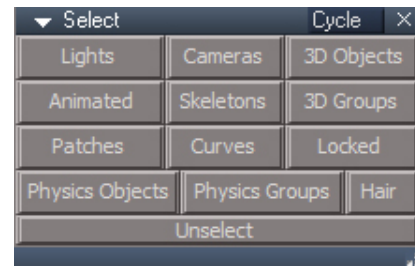 Select Cycle
Lights Cameras 3D Objects
Animated Skeletons 3D Groups
Patches Curves Locked
Physics Objects Physics Groups Hair
Unselect